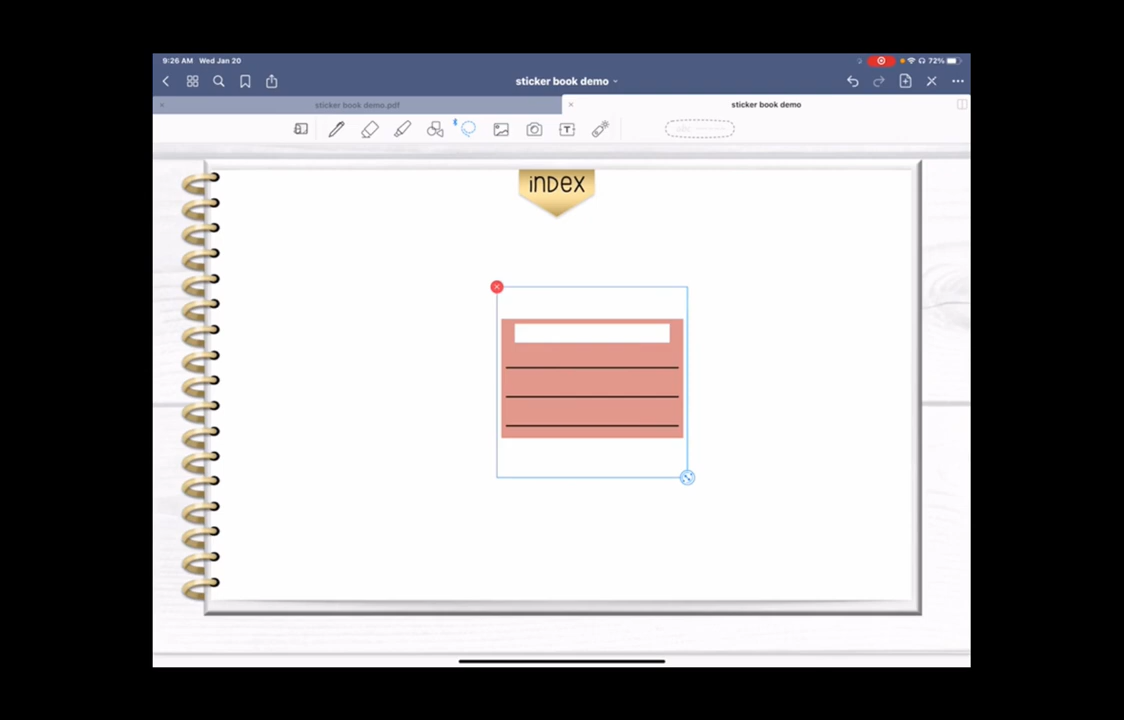 9:26 AM Wed Jan 20
72%
sticker book demo
sticker book demo.pdf
sticker book demo
T
INDEX